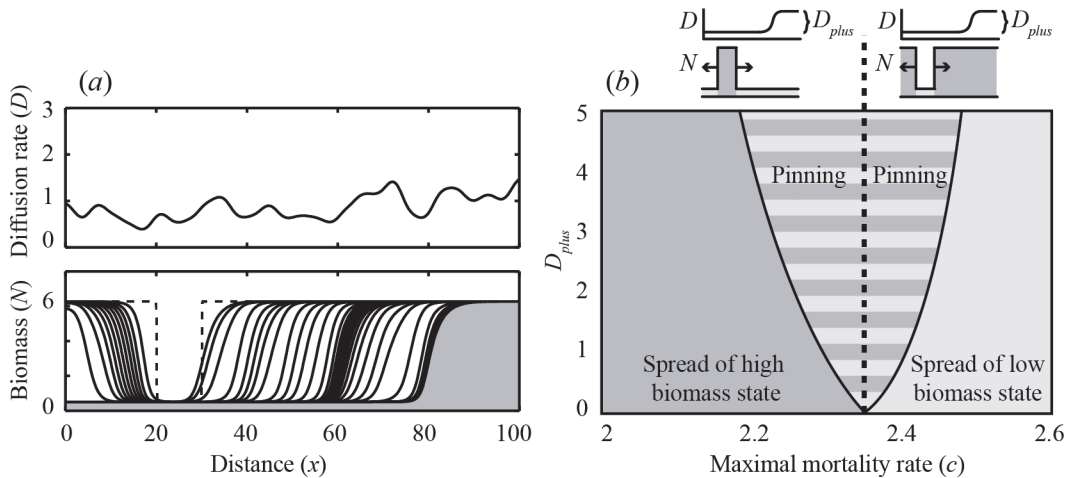 (a)
3
2
1
0
Diffusion rate (D)
6
0
Biomass (N)
0 20 40 60 80 100
Distance (x)
D
} D_plus
N
D
} D_plus
N
(b)
5
4
3
2
1
0
D_plus
Pinning Pinning
Spread of high
biomass state
Spread of low
biomass state
2 2.2 2.4 2.6
Maximal mortality rate (c)